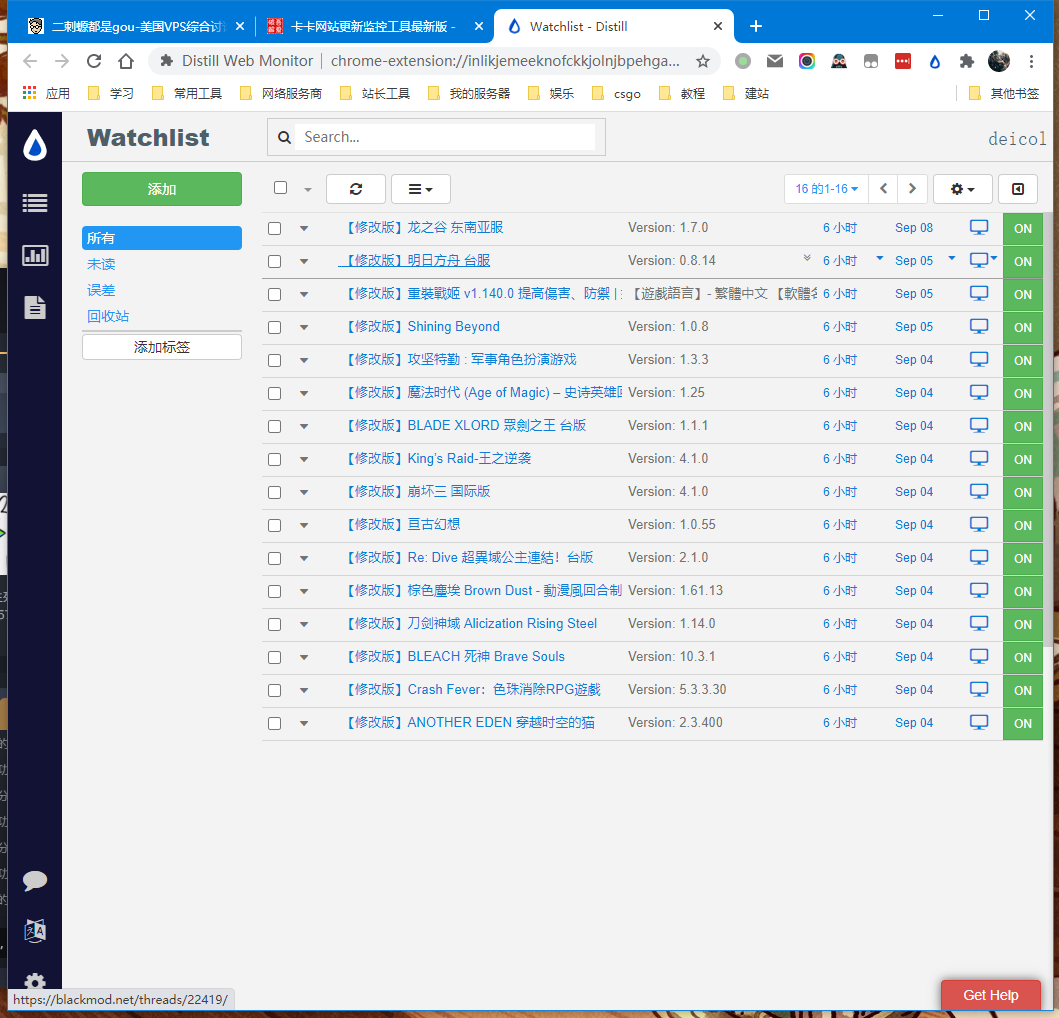 二刺螈都是gou-美国VPS综合讨论
卡卡网站更新监控工具最新版 -
Watchlist - Distill
Distill Web Monitor | chrome-extension://inlikjemeeknofckkjolnjbpehga...
应用 学习 常用工具 网络服务商 站长工具 我的服务器 娱乐 csgo 教程 建站 其他书签
Watchlist
Search...
deicol
添加
16 的1-16
所有
未读
误差
回收站
添加标签
【修改版】龙之谷 东南亚服 Version: 1.7.0 6 小时 Sep 08 ON
【修改版】明日方舟 台服 Version: 0.8.14 6 小时 Sep 05 ON
【修改版】重裝戰姬 v1.140.0 提高傷害、防禦 | 【遊戲語言】- 繁體中文 【軟體名 6 小时 Sep 05 ON
【修改版】Shining Beyond Version: 1.0.8 6 小时 Sep 05 ON
【修改版】攻坚特勤 : 军事角色扮演游戏 Version: 1.3.3 6 小时 Sep 04 ON
【修改版】魔法时代 (Age of Magic) – 史诗英雄回 Version: 1.25 6 小时 Sep 04 ON
【修改版】BLADE XLORD 眾劍之王 台版 Version: 1.1.1 6 小时 Sep 04 ON
【修改版】King's Raid-王之逆袭 Version: 4.1.0 6 小时 Sep 04 ON
【修改版】崩坏三 国际版 Version: 4.1.0 6 小时 Sep 04 ON
【修改版】亘古幻想 Version: 1.0.55 6 小时 Sep 04 ON
【修改版】Re: Dive 超異域公主連結！台版 Version: 2.1.0 6 小时 Sep 04 ON
【修改版】棕色塵埃 Brown Dust - 動漫風回合制 Version: 1.61.13 6 小时 Sep 04 ON
【修改版】刀剑神域 Alicization Rising Steel Version: 1.14.0 6 小时 Sep 04 ON
【修改版】BLEACH 死神 Brave Souls Version: 10.3.1 6 小时 Sep 04 ON
【修改版】Crash Fever：色珠消除RPG遊戲 Version: 5.3.3.30 6 小时 Sep 04 ON
【修改版】ANOTHER EDEN 穿越时空的猫 Version: 2.3.400 6 小时 Sep 04 ON
https://blackmod.net/threads/22419/
Get Help